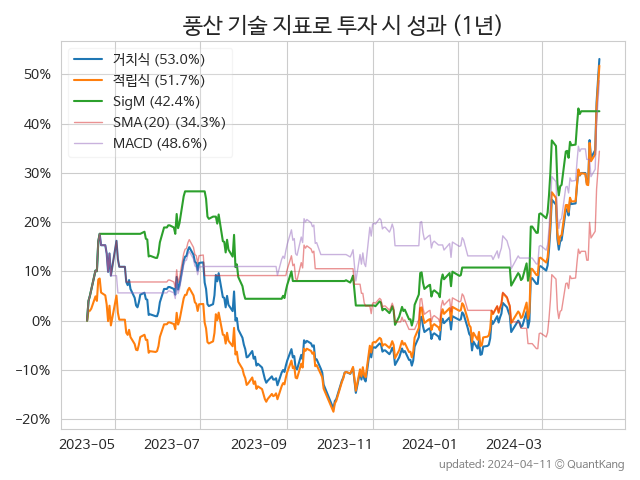 풍산 기술 지표로 투자 시 성과 (1년)
거치식 (53.0%)
적립식 (51.7%)
SigM (42.4%)
SMA(20) (34.3%)
MACD (48.6%)
50%
40%
30%
20%
10%
0%
−10%
−20%
2023-05 2023-07 2023-09 2023-11 2024-01 2024-03
updated: 2024-04-11 © QuantKang